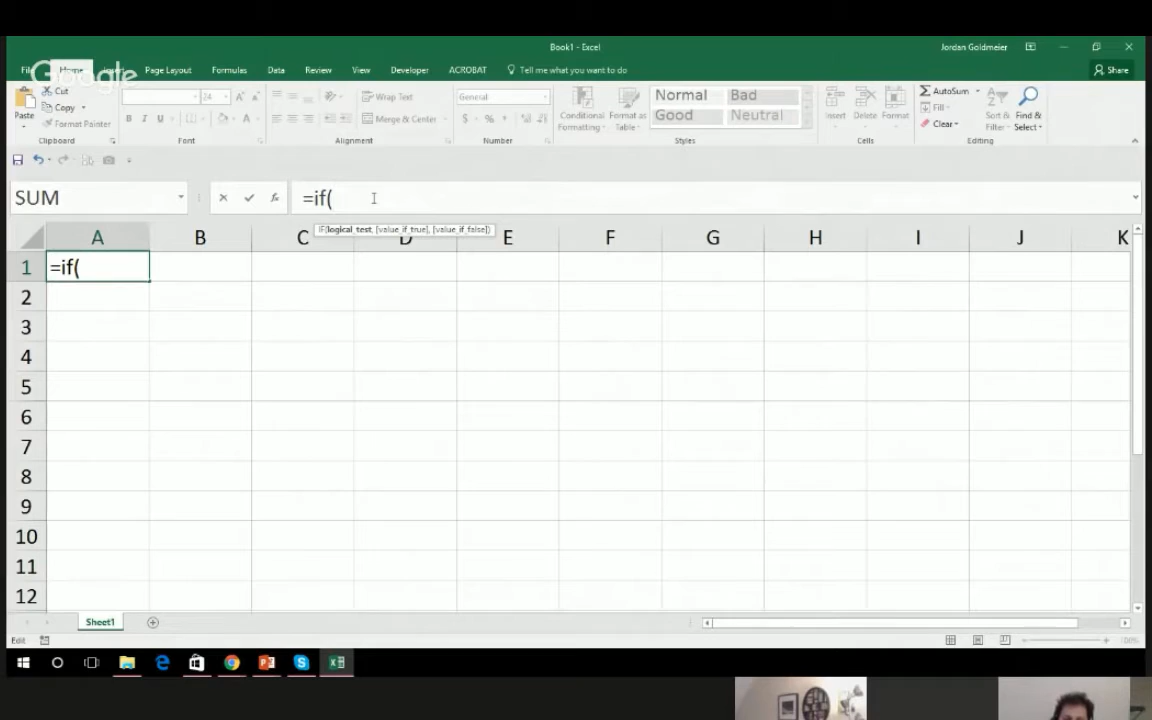 Book1 - Excel
Jordan Goldmeier
Google
File Home Insert Page Layout Formulas Data Review View Developer ACROBAT Tell me what you want to do
Share
Paste
Cut
Copy
Format Painter
Clipboard
24 A A
B I U A
Font
Wrap Text
Merge & Center
Alignment
General
$ % ,
Number
Conditional Formatting
Format as Table
Normal Bad
Good Neutral
Styles
Insert Delete Format
Cells
AutoSum
Fill
Clear
Sort & Filter
Find & Select
Editing
SUM fx =if(
IF(logical_test, [value_if_true], [value_if_false])
A B C D E F G H I J K
1 =if(
2
3
4
5
6
7
8
9
10
11
12
Sheet1
Edit